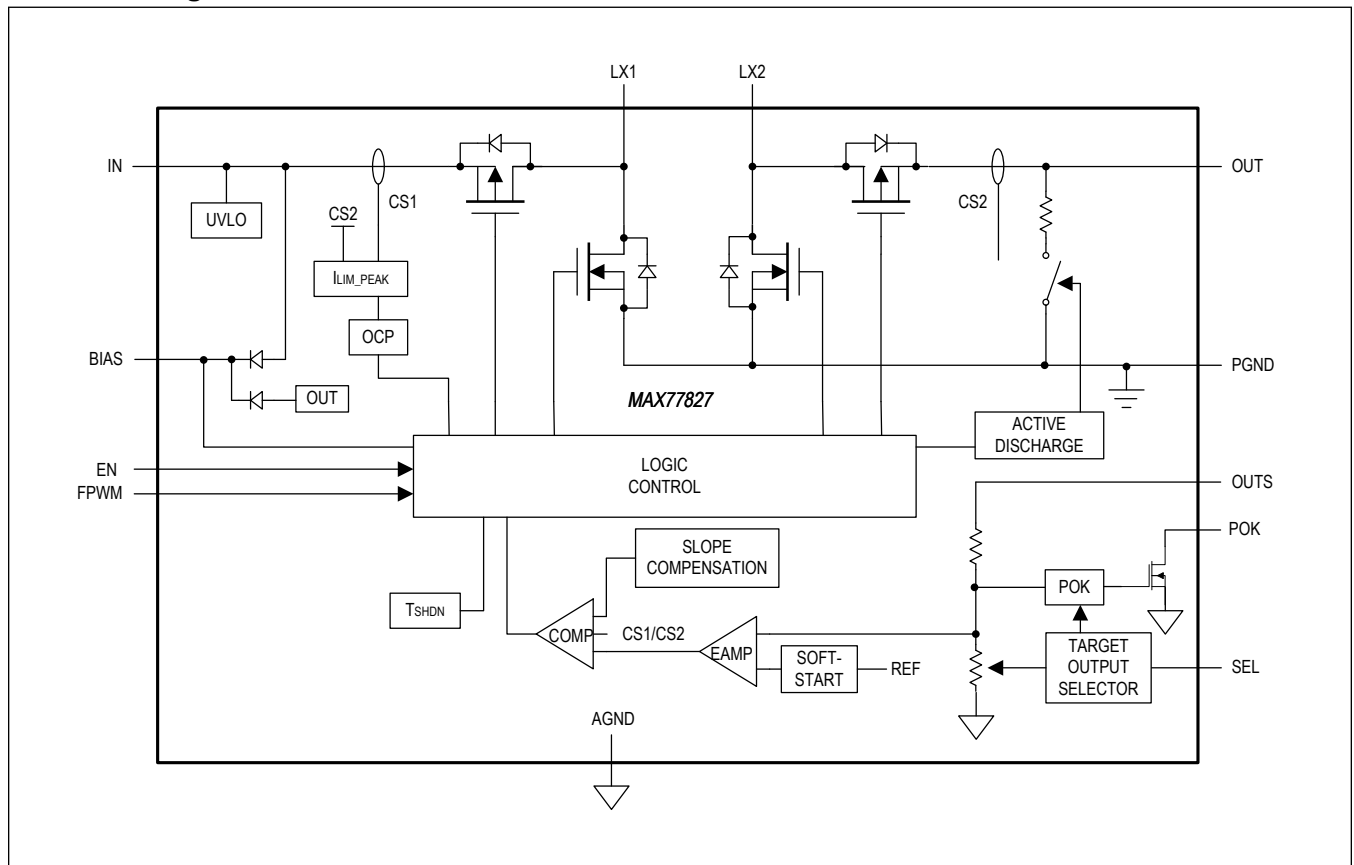 LX1
LX2
IN
OUT
UVLO
CS1
CS2
CS2
ILIM_PEAK
OCP
BIAS
OUT
PGND
MAX77827
ACTIVE
DISCHARGE
EN
FPWM
LOGIC
CONTROL
OUTS
SLOPE
COMPENSATION
POK
POK
TSHDN
COMP
CS1/CS2
EAMP
SOFT-
START
REF
TARGET
OUTPUT
SELECTOR
SEL
AGND